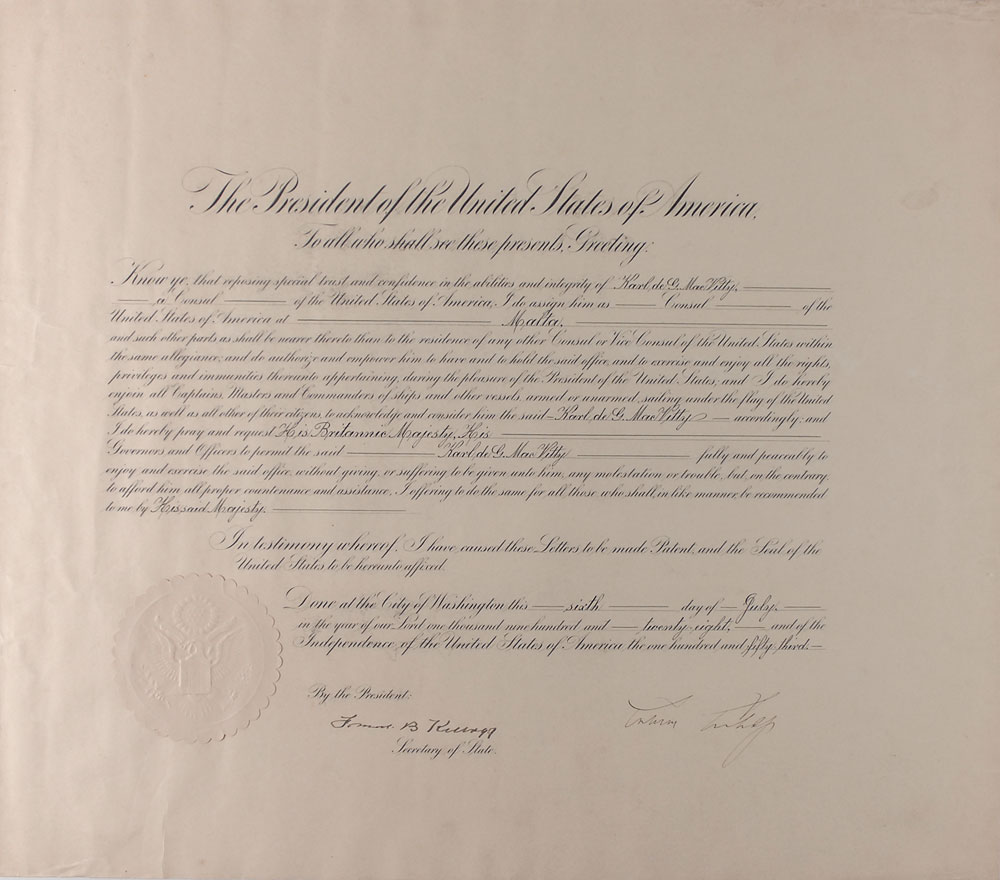 The President of the United States of America.
To all who shall see these presents, Greeting:
Know ye, that reposing special trust and confidence in the abilities and integrity of Karl de G. MacVitty,
a Consul of the United States of America, I do assign him as Consul of the
United States of America at Malta,
and such other parts as shall be nearer thereto than to the residence of any other Consul or Vice Consul of the United States within
the same allegiance; and do authorize and empower him to have and to hold the said office, and to exercise and enjoy all the rights,
privileges and immunities thereunto appertaining, during the pleasure of the President of the United States; and I do hereby
enjoin all Captains, Masters and Commanders of ships and other vessels, armed or unarmed, sailing under the flag of the United
States, as well as all other of their citizens, to acknowledge and consider him the said Karl de G. MacVitty accordingly; and
I do hereby pray and request His Britannic Majesty, His
Governors and Officers to permit the said Karl de G. MacVitty fully and peaceably to
enjoy and exercise the said office, without giving, or suffering to be given unto him, any molestation or trouble, but, on the contrary,
to afford him all proper countenance and assistance; I offering to do the same for all those who shall, in like manner, be recommended
to me by His said Majesty.
In testimony whereof, I have caused these Letters to be made Patent, and the Seal of the
United States to be hereunto affixed.
Done at the City of Washington this sixth day of July,
in the year of our Lord one thousand nine hundred and twenty eight, and of the
Independence of the United States of America the one hundred and fifty third.
By the President:
Frank B Kellogg
Secretary of State.